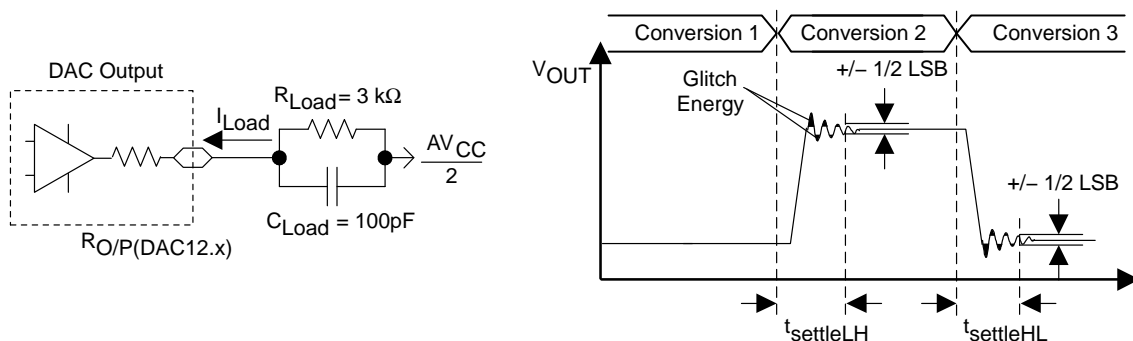 DAC Output
I_Load
R_Load = 3 kΩ
AV_CC
2
C_Load = 100pF
R_O/P(DAC12.x)
Conversion 1
Conversion 2
Conversion 3
V_OUT
Glitch
Energy
+/− 1/2 LSB
+/− 1/2 LSB
t_settleLH
t_settleHL